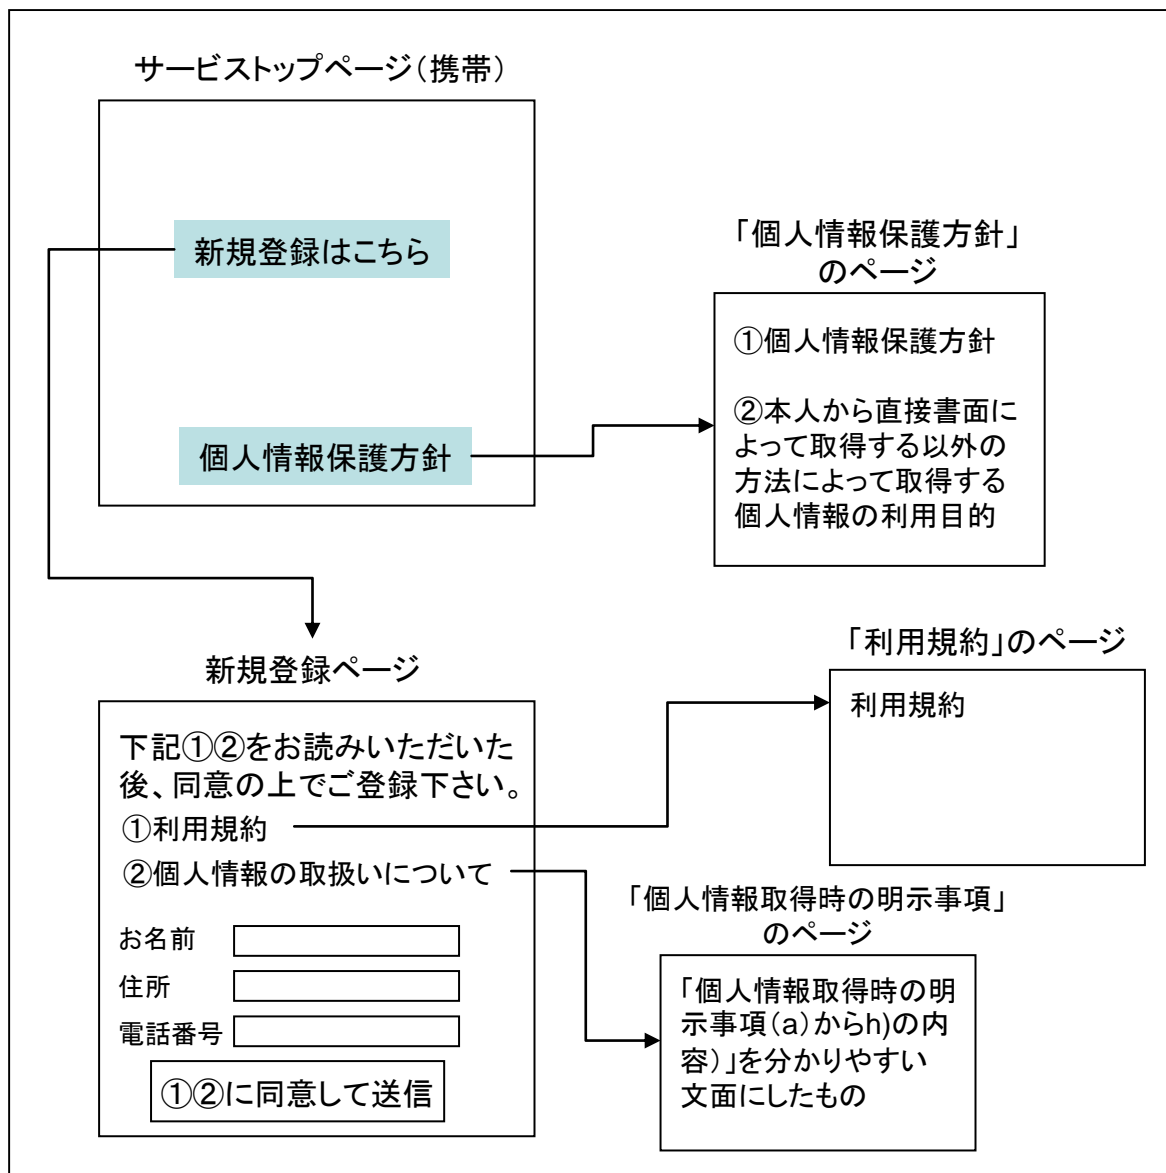 サービストップページ（携帯）
新規登録はこちら
個人情報保護方針
「個人情報保護方針」
のページ
①個人情報保護方針
②本人から直接書面に
よって取得する以外の
方法によって取得する
個人情報の利用目的
新規登録ページ
下記①②をお読みいただいた
後、同意の上でご登録下さい。
①利用規約
②個人情報の取扱いについて
お名前
住所
電話番号
①②に同意して送信
「利用規約」のページ
利用規約
「個人情報取得時の明示事項」
のページ
「個人情報取得時の明
示事項（a）からh)の内
容）」を分かりやすい
文面にしたもの